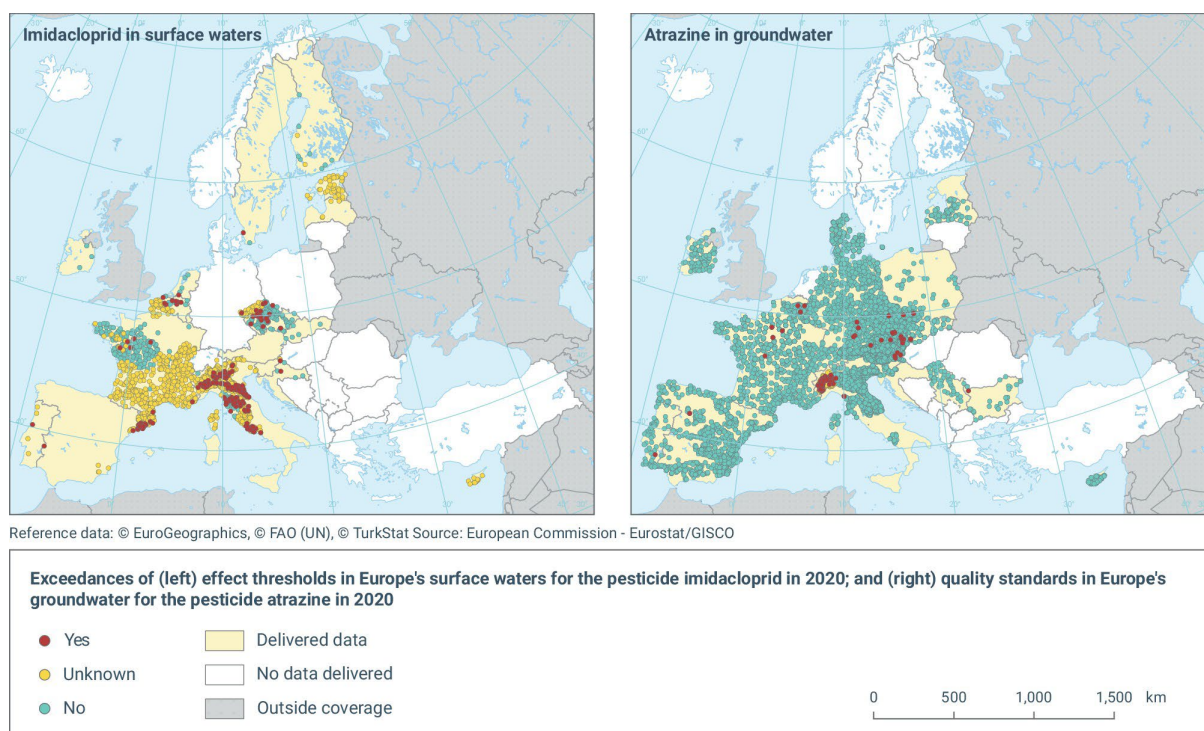 Imidacloprid in surface waters
Atrazine in groundwater
Reference data: © EuroGeographics, © FAO (UN), © TurkStat Source: European Commission - Eurostat/GISCO
Exceedances of (left) effect thresholds in Europe's surface waters for the pesticide imidacloprid in 2020; and (right) quality standards in Europe's
groundwater for the pesticide atrazine in 2020
Yes
Delivered data
Unknown
No data delivered
No
Outside coverage
0 500 1,000 1,500 km